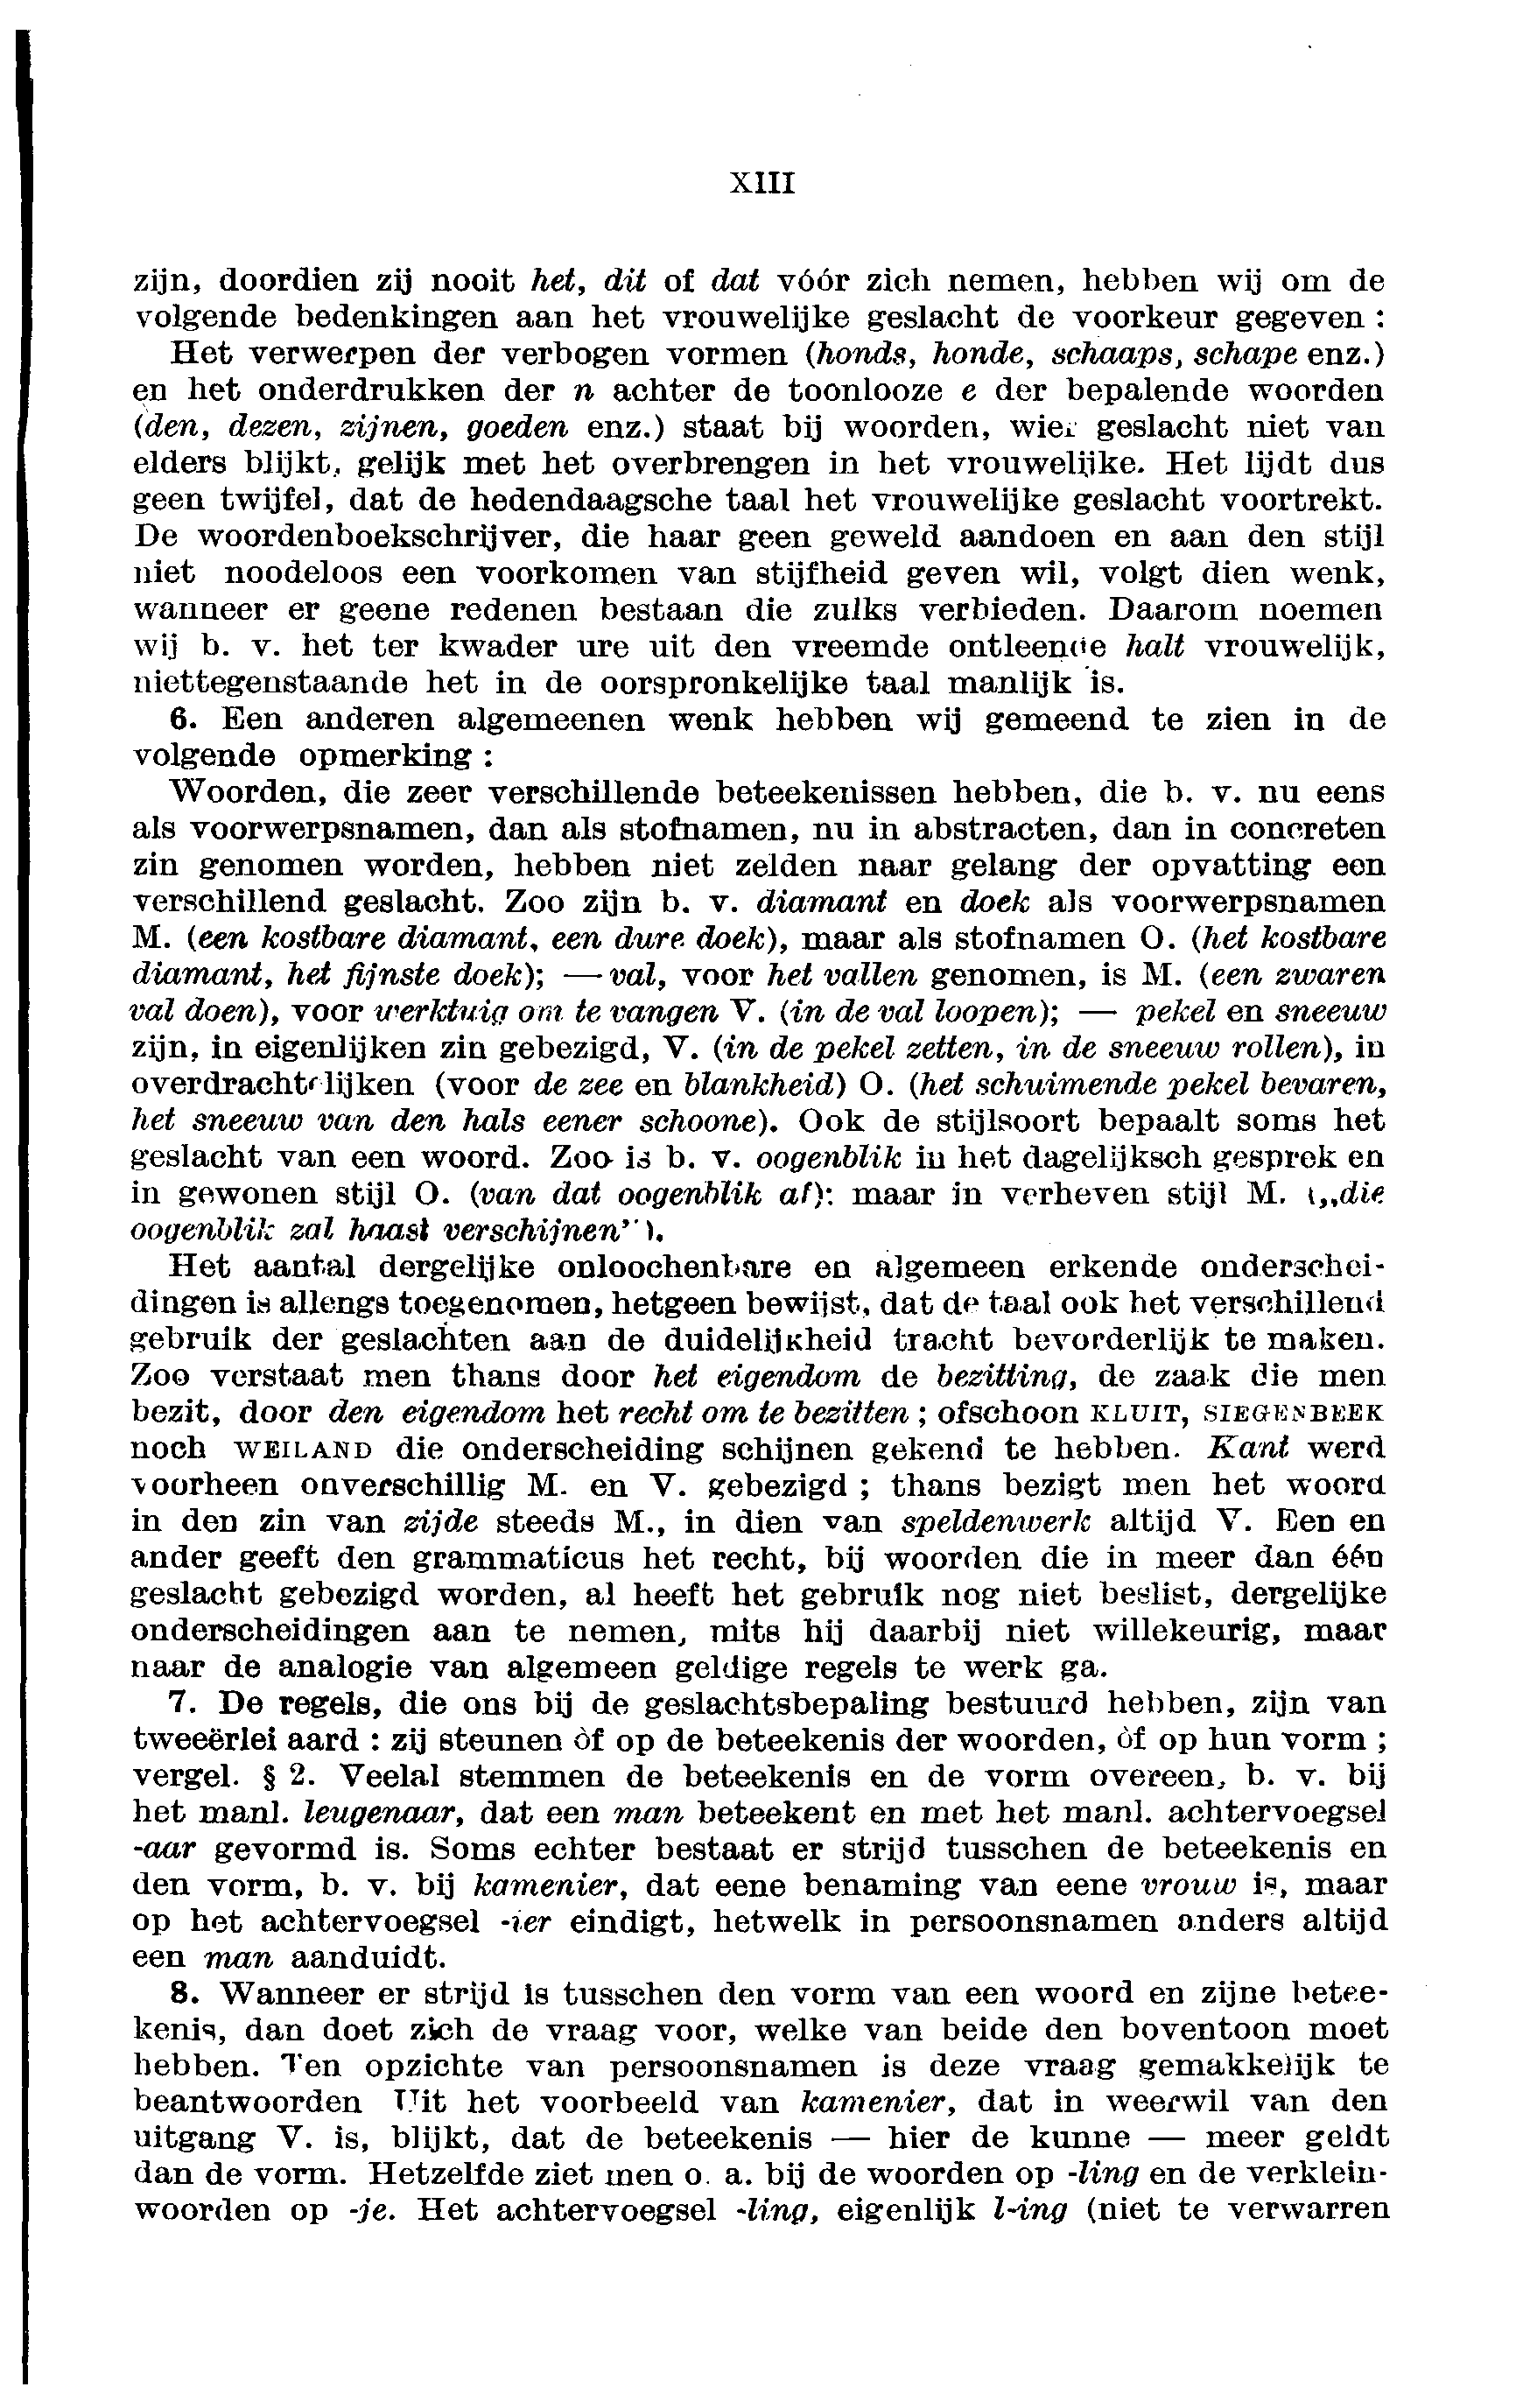 XIII
zijn, doordien zij nooit het, dit of dat vóór zich nemen, hebben wij om de
volgende bedenkingen aan het vrouwelijke geslacht de voorkeur gegeven :
Het verwerpen der verbogen vormen (honds, honde, schaaps, schape enz.)
en het onderdrukken der n achter de toonlooze e der bepalende woorden
(den, dezen, zijnen, goeden enz.) staat bij woorden, wier geslacht niet van
elders blijkt, gelijk met het overbrengen in het vrouwelijke. Het lijdt dus
geen twijfel, dat de hedendaagsche taal het vrouwelijke geslacht voortrekt.
De woordenboekschrijver, die haar geen geweld aandoen en aan den stijl
niet noodeloos een voorkomen van stijfheid geven wil, volgt dien wenk,
wanneer er geene redenen bestaan die zulks verbieden. Daarom noemen
wij b. v. het ter kwader ure uit den vreemde ontleende halt vrouwelijk,
niettegenstaande het in de oorspronkelijke taal manlijk is.
6. Een anderen algemeenen wenk hebben wij gemeend te zien in de
volgende opmerking :
Woorden, die zeer verschillende beteekenissen hebben, die b. v. nu eens
als voorwerpsnamen, dan als stofnamen, nu in abstracten, dan in concreten
zin genomen worden, hebben niet zelden naar gelang der opvatting een
verschillend geslacht. Zoo zijn b. v. diamant en doek als voorwerpsnamen
M. (een kostbare diamant, een dure doek), maar als stofnamen O. (het kostbare
diamant, het fijnste doek); — val, voor het vallen genomen, is M. (een zwaren
val doen), voor werktuig om te vangen V. (in de val loopen); — pekel en sneeuw
zijn, in eigenlijken zin gebezigd, V. (in de pekel zetten, in de sneeuw rollen), in
overdrachtelijken (voor de zee en blankheid) O. (het schuimende pekel bevaren,
het sneeuw van den hals eener schoone). Ook de stijlsoort bepaalt soms het
geslacht van een woord. Zoo is b. v. oogenblik in het dagelijksch gesprek en
in gewonen stijl O. (van dat oogenblik af); maar in verheven stijl M. („die
oogenblik zal haast verschijnen”).
Het aantal dergelijke onloochenbare en algemeen erkende onderschei-
dingen is allengs toegenomen, hetgeen bewijst, dat de taal ook het verschillend
gebruik der geslachten aan de duidelijkheid tracht bevorderlijk te maken.
Zoo verstaat men thans door het eigendom de bezitting, de zaak die men
bezit, door den eigendom het recht om te bezitten ; ofschoon KLUIT, SIEGENBEEK
noch WEILAND die onderscheiding schijnen gekend te hebben. Kant werd
voorheen onverschillig M. en V. gebezigd ; thans bezigt men het woord
in den zin van zijde steeds M., in dien van speldenwerk altijd V. Een en
ander geeft den grammaticus het recht, bij woorden die in meer dan één
geslacht gebezigd worden, al heeft het gebruik nog niet beslist, dergelijke
onderscheidingen aan te nemen, mits hij daarbij niet willekeurig, maar
naar de analogie van algemeen geldige regels te werk ga.
7. De regels, die ons bij de geslachtsbepaling bestuurd hebben, zijn van
tweeërlei aard : zij steunen òf op de beteekenis der woorden, òf op hun vorm ;
vergel. § 2. Veelal stemmen de beteekenis en de vorm overeen, b. v. bij
het manl. leugenaar, dat een man beteekent en met het manl. achtervoegsel
-aar gevormd is. Soms echter bestaat er strijd tusschen de beteekenis en
den vorm, b. v. bij kamenier, dat eene benaming van eene vrouw is, maar
op het achtervoegsel -ier eindigt, hetwelk in persoonsnamen anders altijd
een man aanduidt.
8. Wanneer er strijd is tusschen den vorm van een woord en zijne betee-
kenis, dan doet zich de vraag voor, welke van beide den boventoon moet
hebben. Ten opzichte van persoonsnamen is deze vraag gemakkelijk te
beantwoorden Uit het voorbeeld van kamenier, dat in weerwil van den
uitgang V. is, blijkt, dat de beteekenis — hier de kunne — meer geldt
dan de vorm. Hetzelfde ziet men o. a. bij de woorden op -ling en de verklein-
woorden op -je. Het achtervoegsel -ling, eigenlijk l-ing (niet te verwarren